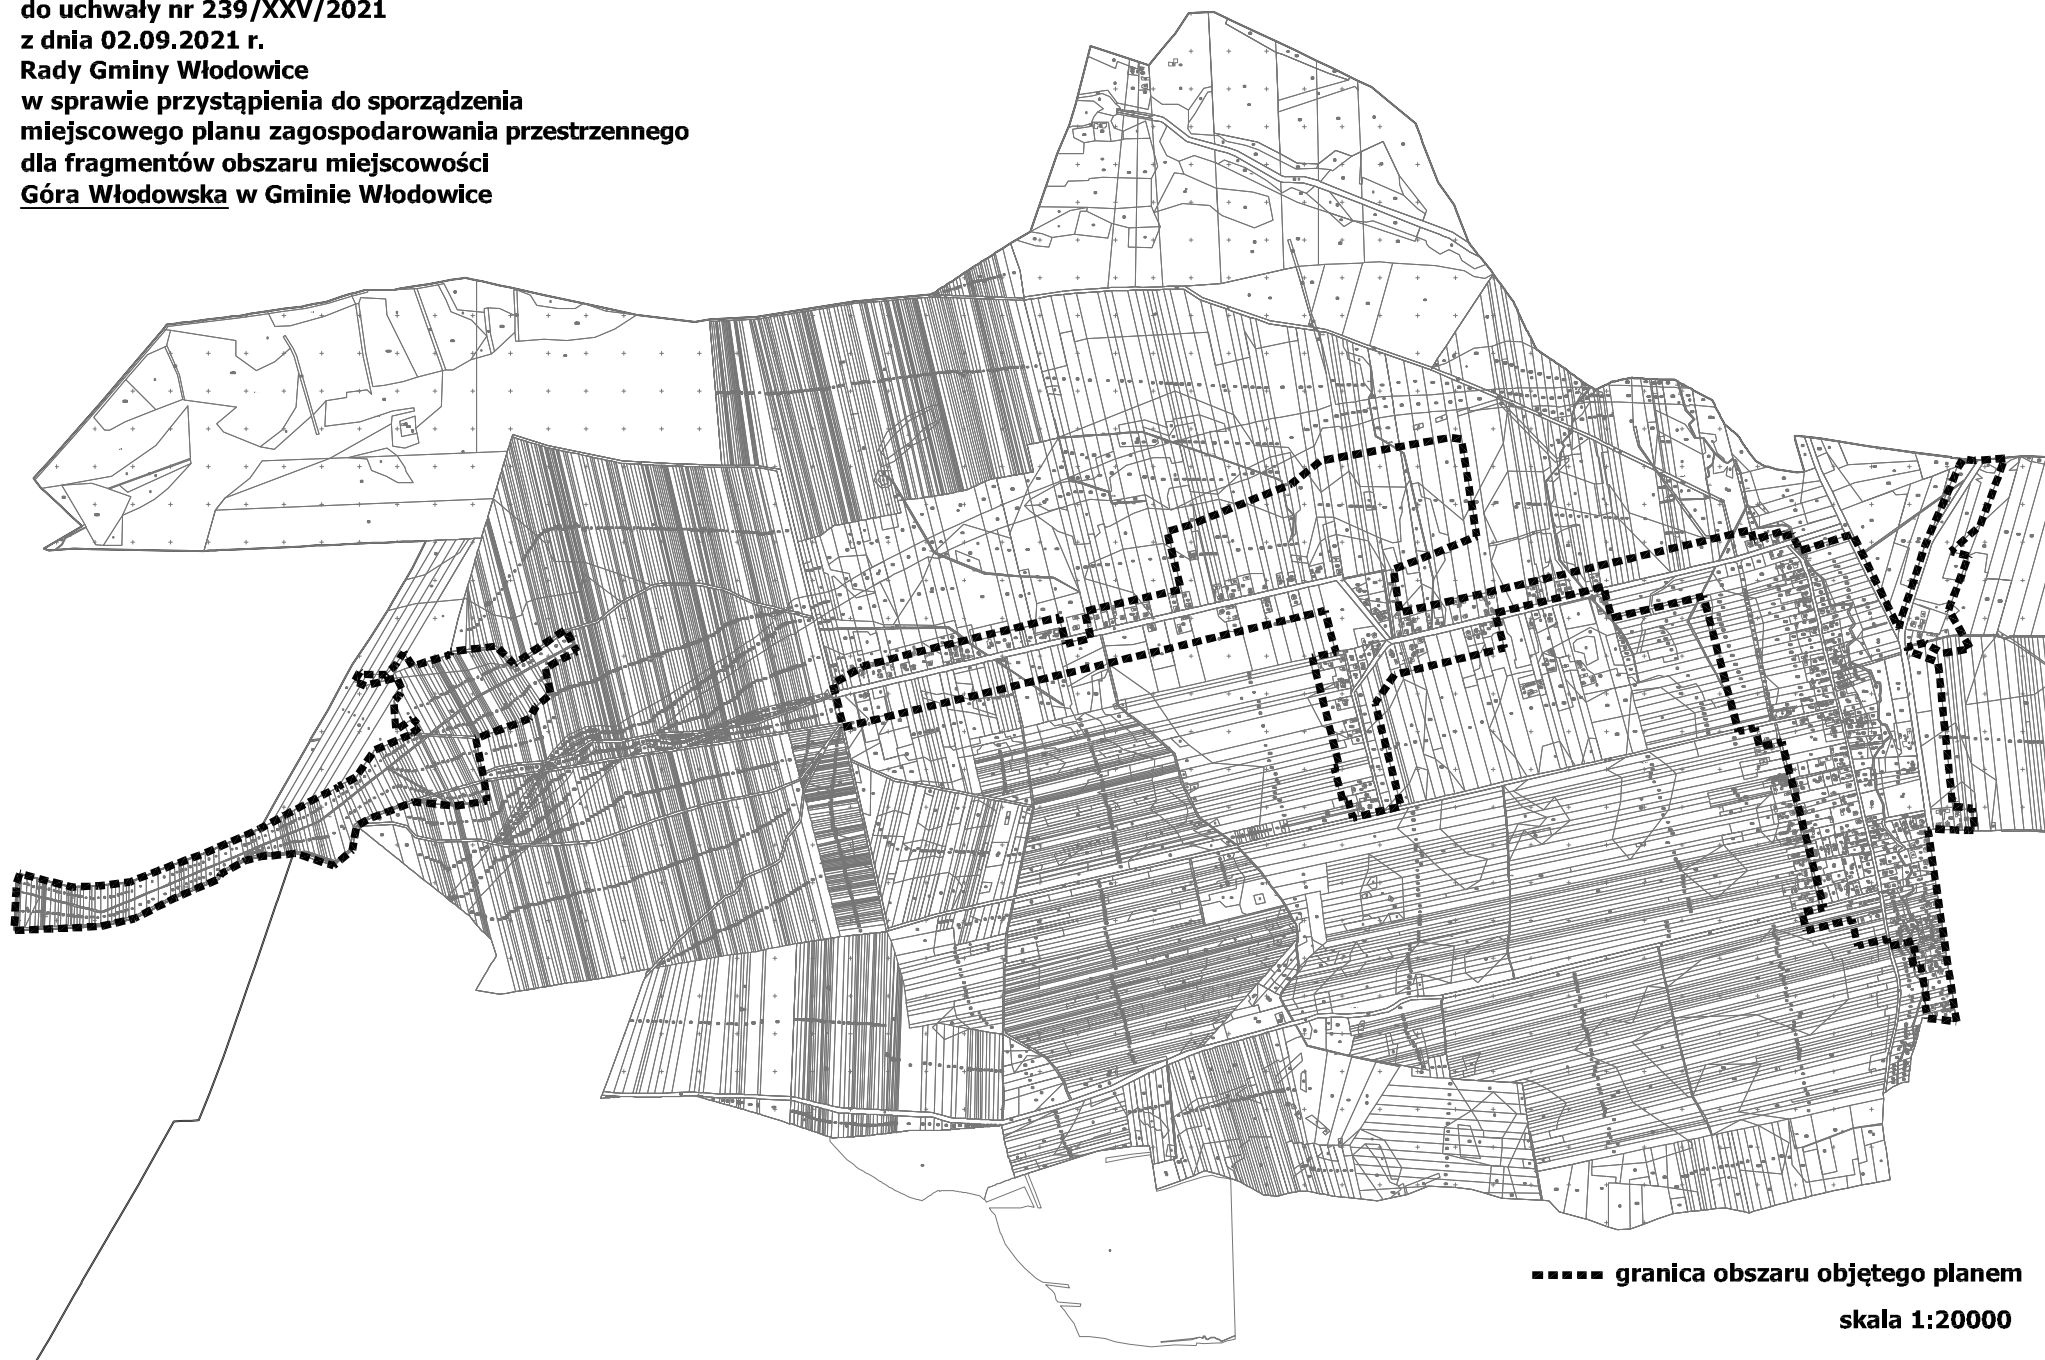 do uchwały nr 239/XXV/2021
z dnia 02.09.2021 r.
Rady Gminy Włodowice
w sprawie przystąpienia do sporządzenia
miejscowego planu zagospodarowania przestrzennego
dla fragmentów obszaru miejscowości
Góra Włodowska w Gminie Włodowice
granica obszaru objętego planem
skala 1:20000